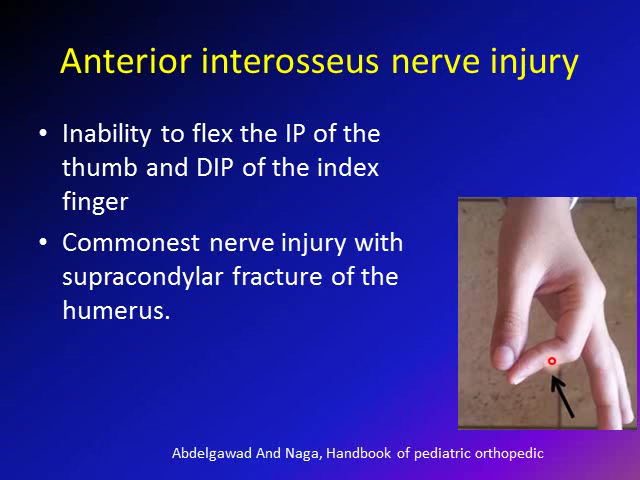 Anterior interosseus nerve injury
• Inability to flex the IP of the
thumb and DIP of the index
finger
• Commonest nerve injury with
supracondylar fracture of the
humerus.
Abdelgawad And Naga, Handbook of pediatric orthopedic